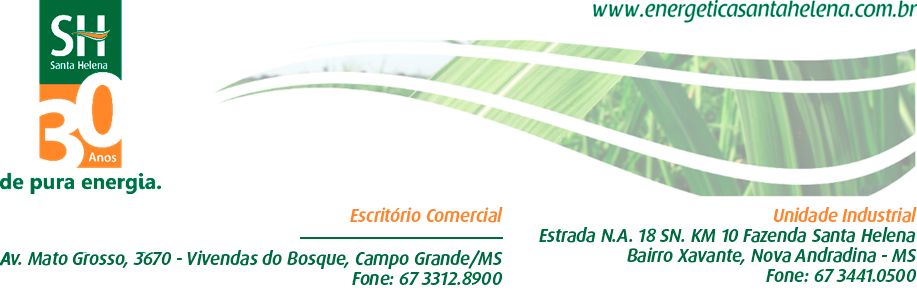 www.energeticasantahelena.com.br
SH
Santa Helena
30
Anos
de pura energia.
Escritório Comercial
Av. Mato Grosso, 3670 - Vivendas do Bosque, Campo Grande/MS
Fone: 67 3312.8900
Unidade Industrial
Estrada N.A. 18 SN. KM 10 Fazenda Santa Helena
Bairro Xavante, Nova Andradina - MS
Fone: 67 3441.0500